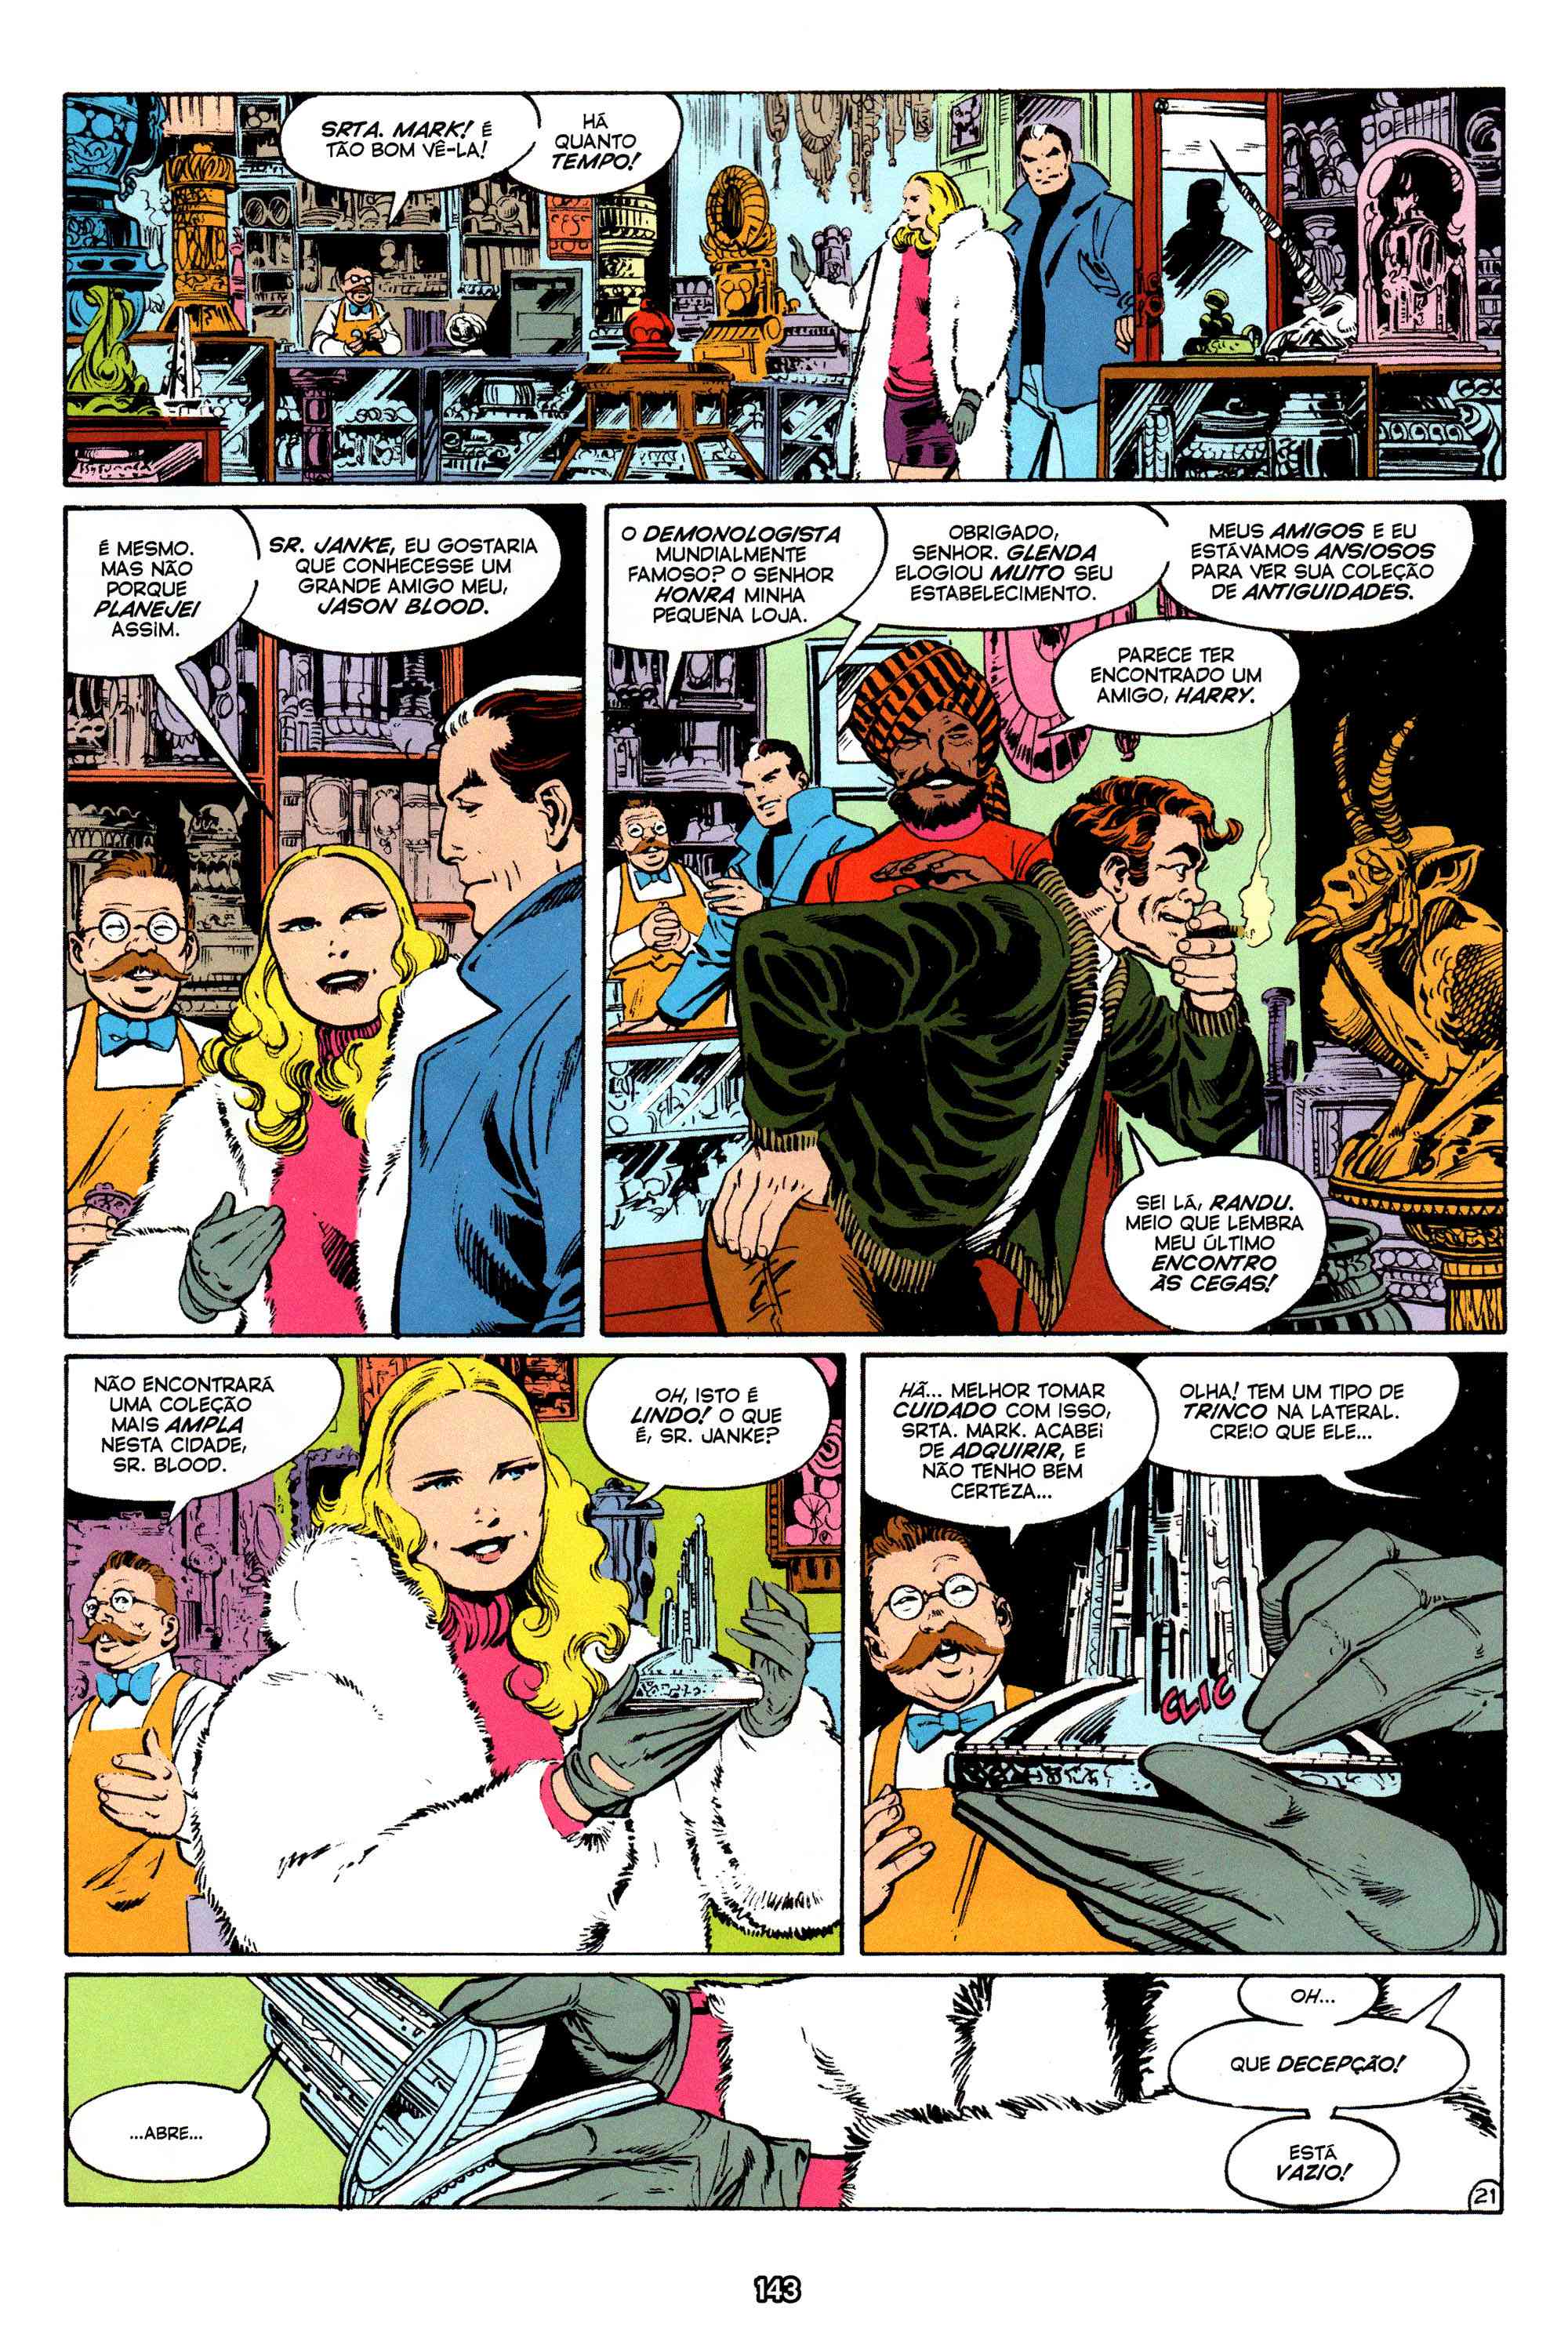 SRTA. MARK! É
TÃO BOM VÊ-LA!
HÁ
QUANTO
TEMPO!
É MESMO.
MAS NÃO
PORQUE
PLANEJEI
ASSIM.
SR. JANKE, EU GOSTARIA
QUE CONHECESSE UM
GRANDE AMIGO MEU,
JASON BLOOD.
O DEMONOLOGISTA
MUNDIALMENTE
FAMOSO? O SENHOR
HONRA MINHA
PEQUENA LOJA.
OBRIGADO,
SENHOR. GLENDA
ELOGIOU MUITO SEU
ESTABELECIMENTO.
MEUS AMIGOS E EU
ESTÁVAMOS ANSIOSOS
PARA VER SUA COLEÇÃO
DE ANTIGUIDADES.
PARECE TER
ENCONTRADO UM
AMIGO, HARRY.
SEI LÁ, RANDU.
MEIO QUE LEMBRA
MEU ÚLTIMO
ENCONTRO
ÀS CEGAS!
NÃO ENCONTRARÁ
UMA COLEÇÃO
MAIS AMPLA
NESTA CIDADE,
SR. BLOOD.
OH, ISTO É
LINDO! O QUE
É, SR. JANKE?
HÃ... MELHOR TOMAR
CUIDADO COM ISSO,
SRTA. MARK. ACABEI
DE ADQUIRIR, E
NÃO TENHO BEM
CERTEZA...
OLHA! TEM UM TIPO DE
TRINCO NA LATERAL.
CREIO QUE ELE...
CLIC
...ABRE...
OH...
QUE DECEPÇÃO!
ESTÁ
VAZIO!
21
143